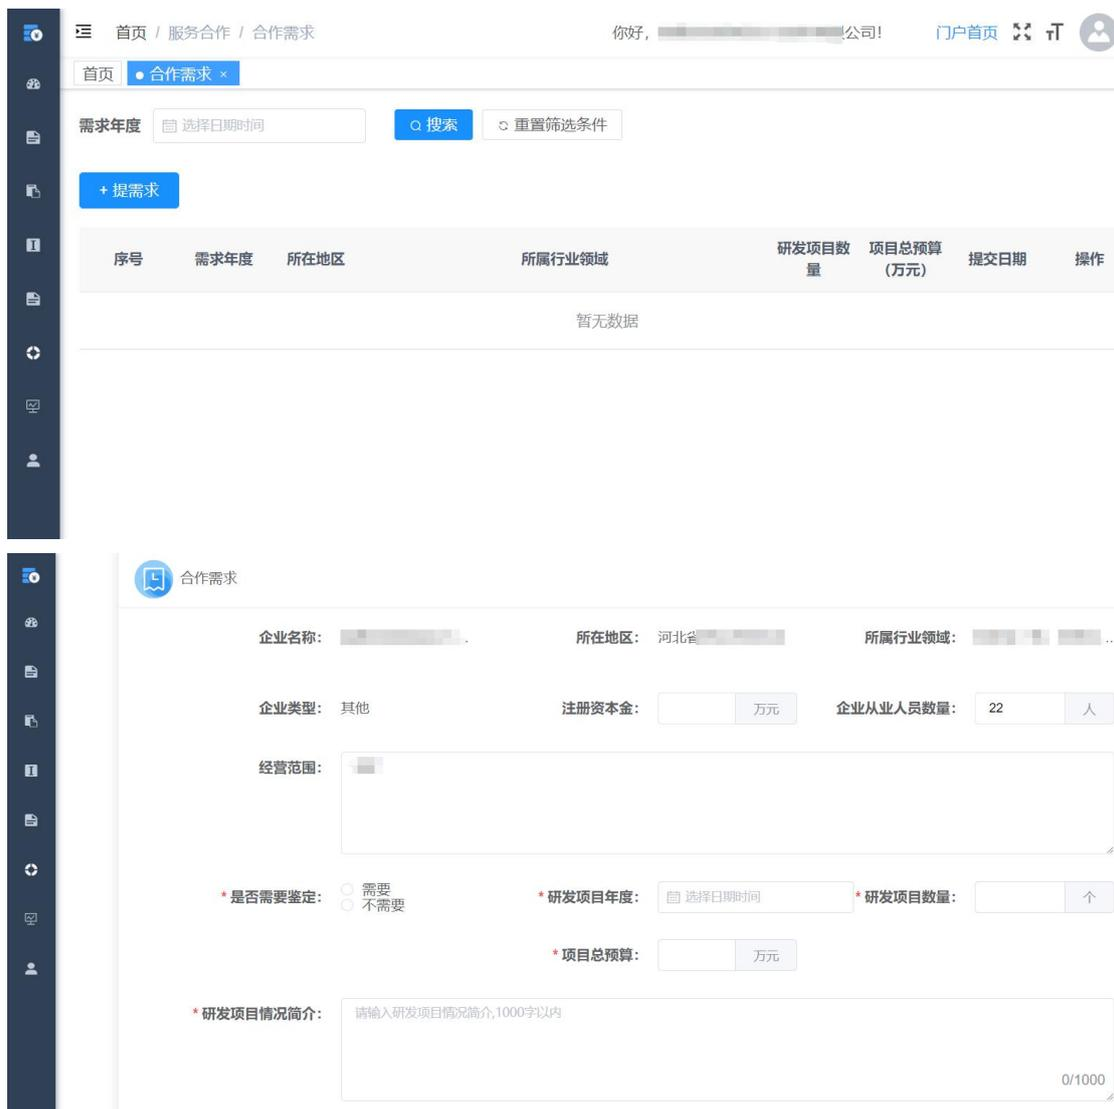 首页 / 服务合作 / 合作需求
你好，
公司!
门户首页
首页
合作需求 ×
需求年度
选择日期时间
搜索
重置筛选条件
+ 提需求
序号
需求年度
所在地区
所属行业领域
研发项目数
量
项目总预算
(万元)
提交日期
操作
暂无数据
合作需求
企业名称：
所在地区： 河北省
所属行业领域： ...
企业类型： 其他
注册资本金： 万元
企业从业人员数量： 22 人
经营范围：
*是否需要鉴定： 需要
不需要
*研发项目年度： 选择日期时间
*研发项目数量： 个
*项目总预算： 万元
*研发项目情况简介： 请输入研发项目情况简介,1000字以内
0/1000